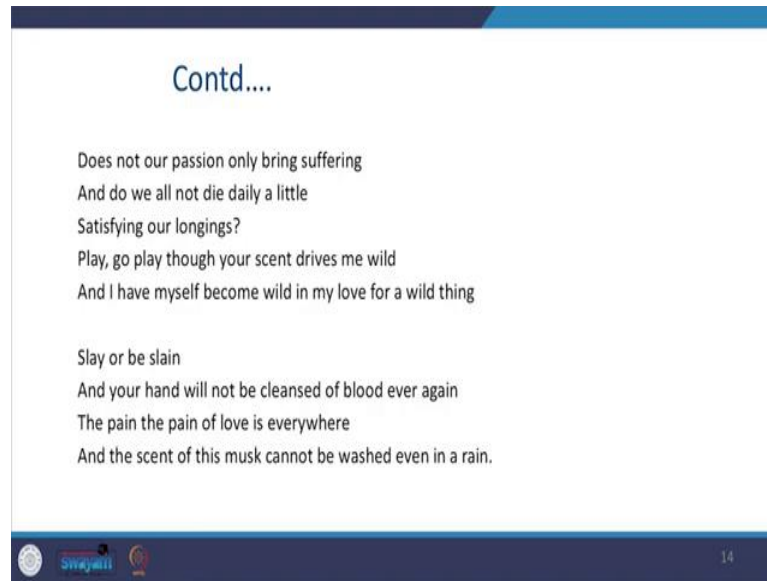 Contd....
Does not our passion only bring suffering
And do we all not die daily a little
Satisfying our longings?
Play, go play though your scent drives me wild
And I have myself become wild in my love for a wild thing
Slay or be slain
And your hand will not be cleansed of blood ever again
The pain the pain of love is everywhere
And the scent of this musk cannot be washed even in a rain.
swayam
14